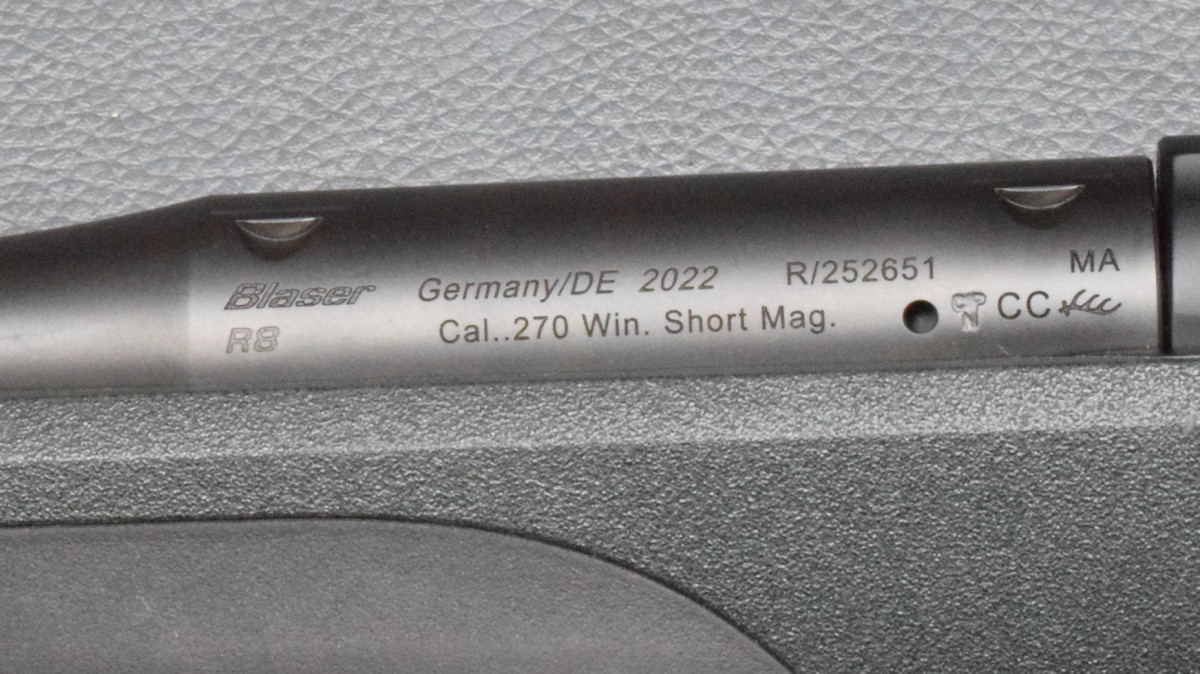 Blaser Germany/DE 2022 R/252651 MA
R8 Cal..270 Win. Short Mag. CC